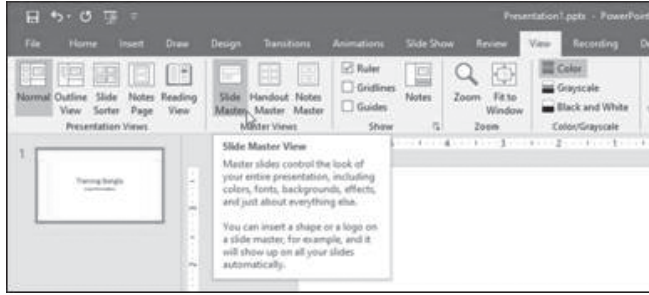 Presentation1.pptx - PowerPoint
File Home Insert Draw Design Transitions Animations Slide Show Review View Recording
Normal Outline View Slide Sorter Notes Page Reading View
Presentation Views
Slide Master Handout Master Notes Master
Master Views
Ruler
Gridlines
Guides
Show
Notes
Zoom Fit to Window
Zoom
Color
Grayscale
Black and White
Color/Grayscale
1
Training Bangla
Slide Master View
Master slides control the look of
your entire presentation, including
colors, fonts, backgrounds, effects,
and just about everything else.
You can insert a shape or a logo on
a slide master, for example, and it
will show up on all your slides
automatically.